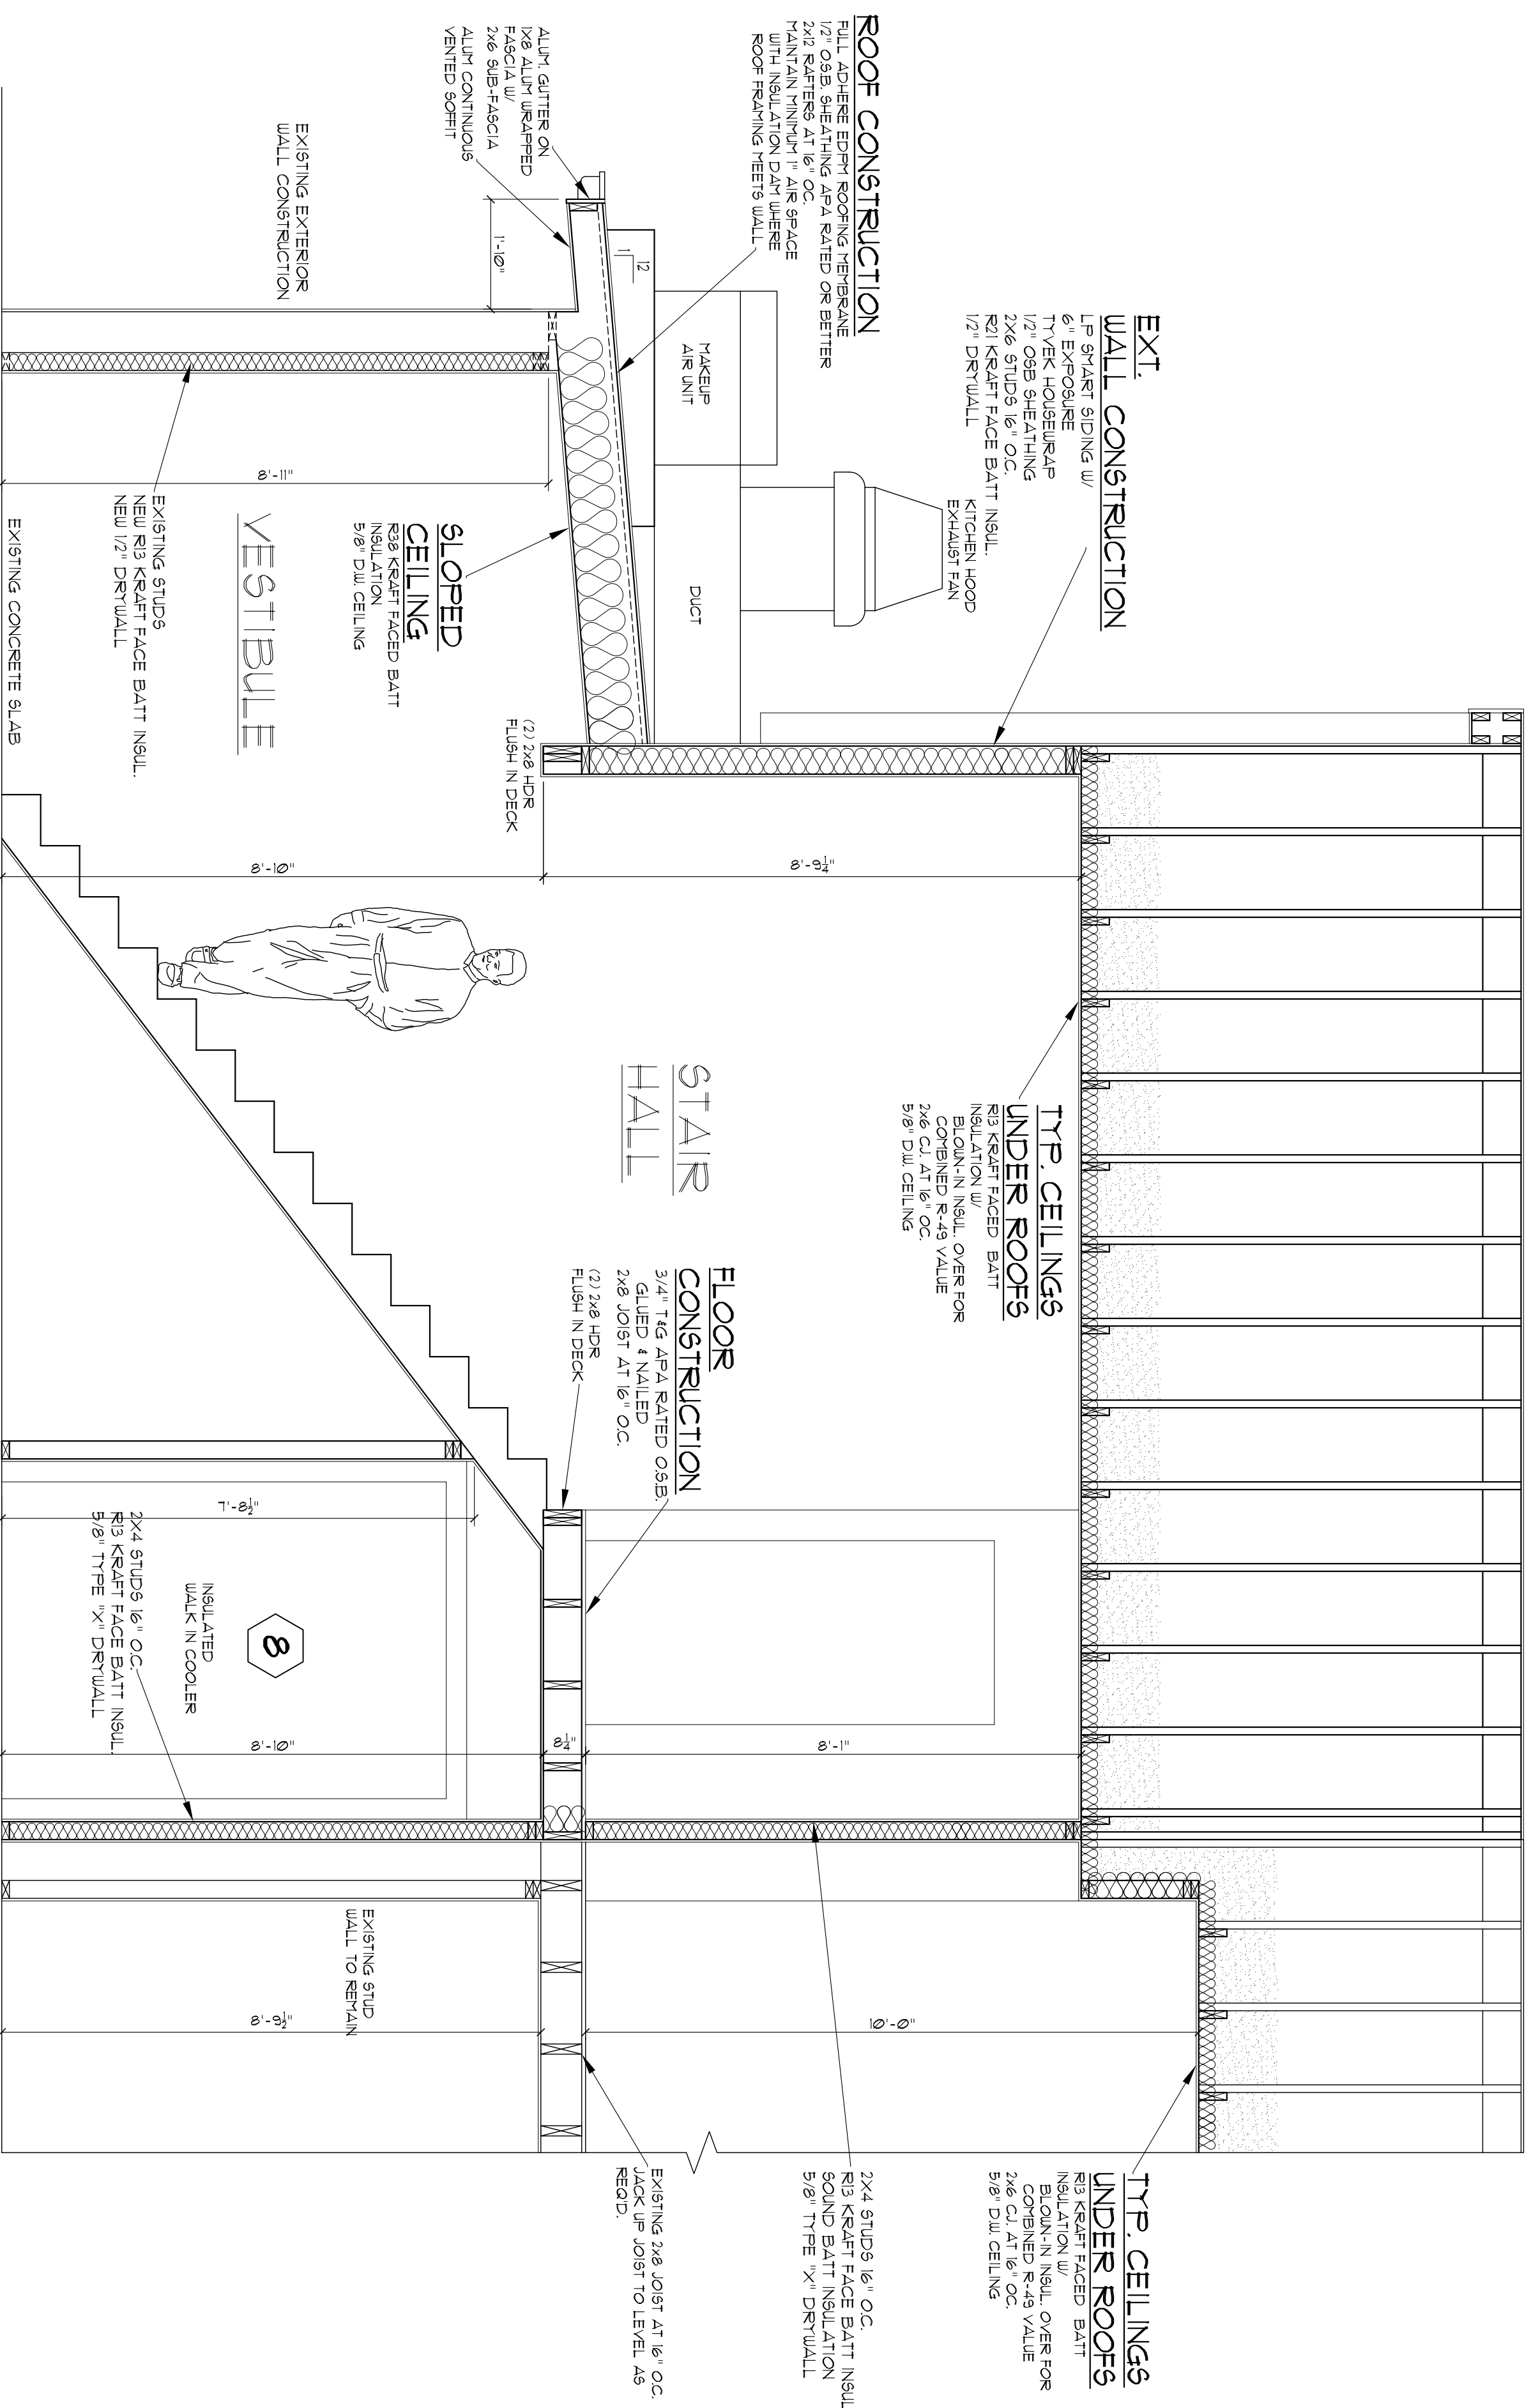 EXT.
WALL CONSTRUCTION
LP SMART SIDING W/
6" EXPOSURE
TYVEK HOUSEWRAP
1/2" OSB SHEATHING
2X6 STUDS 16" O.C.
R21 KRAFT FACE BATT INSUL.
1/2" DRYWALL
ROOF CONSTRUCTION
FULL ADHERE EDPM ROOFING MEMBRANE
1/2" O.S.B. SHEATHING APA RATED OR BETTER
2x12 RAFTERS AT 16" OC.
MAINTAIN MINIMUM 1" AIR SPACE
WITH INSULATION DAM WHERE
ROOF FRAMING MEETS WALL
KITCHEN HOOD
EXHAUST FAN
MAKEUP
AIR UNIT
DUCT
12
1
ALUM. GUTTER ON
1X8 ALUM WRAPPED
FASCIA W/
2x6 SUB-FASCIA
ALUM CONTINUOUS
VENTED SOFFIT
1'-10"
EXISTING EXTERIOR
WALL CONSTRUCTION
8'-11"
SLOPED
CEILING
R38 KRAFT FACED BATT
INSULATION
5/8" D.W. CEILING
VESTIBULE
EXISTING STUDS
NEW R13 KRAFT FACE BATT INSUL.
NEW 1/2" DRYWALL
EXISTING CONCRETE SLAB
(2) 2x8 HDR
FLUSH IN DECK
8'-10"
8'-9 1/4"
TYP. CEILINGS
UNDER ROOFS
R13 KRAFT FACED BATT
INSULATION W/
BLOWN-IN INSUL. OVER FOR
COMBINED R-49 VALUE
2x6 CJ. AT 16" OC.
5/8" D.W. CEILING
STAIR
HALL
FLOOR
CONSTRUCTION
3/4" T&G APA RATED O.S.B.
GLUED & NAILED
2x8 JOIST AT 16" O.C.
(2) 2x8 HDR
FLUSH IN DECK
7'-8 1/2"
8
INSULATED
WALK IN COOLER
2X4 STUDS 16" O.C.
R13 KRAFT FACE BATT INSUL.
5/8" TYPE "X" DRYWALL
8'-10"
8 1/4"
8'-1"
EXISTING STUD
WALL TO REMAIN
8'-9 1/2"
10'-0"
TYP. CEILINGS
UNDER ROOFS
R13 KRAFT FACED BATT
INSULATION W/
BLOWN-IN INSUL. OVER FOR
COMBINED R-49 VALUE
2x6 CJ. AT 16" OC.
5/8" D.W. CEILING
2X4 STUDS 16" O.C.
R13 KRAFT FACE BATT INSUL
SOUND BATT INSULATION
5/8" TYPE "X" DRYWALL
EXISTING 2x8 JOIST AT 16" O.C.
JACK UP JOIST TO LEVEL AS
REQ'D.